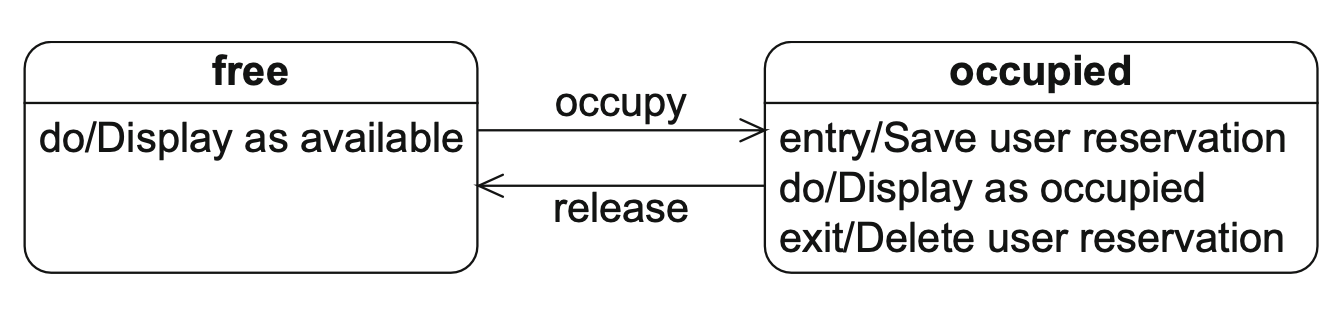 free
do/Display as available
occupy
release
occupied
entry/Save user reservation
do/Display as occupied
exit/Delete user reservation